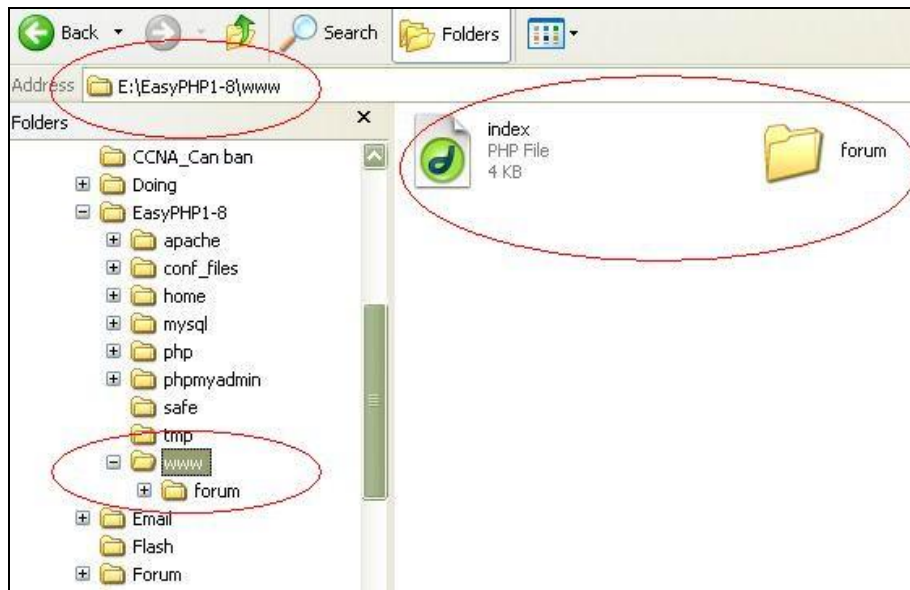 Back
Search
Folders
Address E:\EasyPHP1-8\www
Folders
CCNA_Can ban
Doing
EasyPHP1-8
apache
conf_files
home
mysql
php
phpmyadmin
safe
tmp
www
forum
Email
Flash
Forum
index
PHP File
4 KB
forum